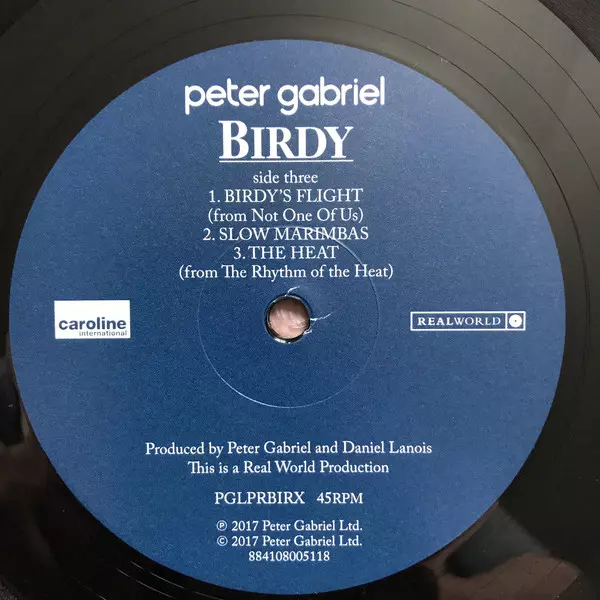 peter gabriel
BIRDY
side three
1. BIRDY'S FLIGHT
(from Not One Of Us)
2. SLOW MARIMBAS
3. THE HEAT
(from The Rhythm of the Heat)
caroline
international
REALWORLD
Produced by Peter Gabriel and Daniel Lanois
This is a Real World Production
PGLPRBIRX 45RPM
℗ 2017 Peter Gabriel Ltd.
© 2017 Peter Gabriel Ltd.
884108005118